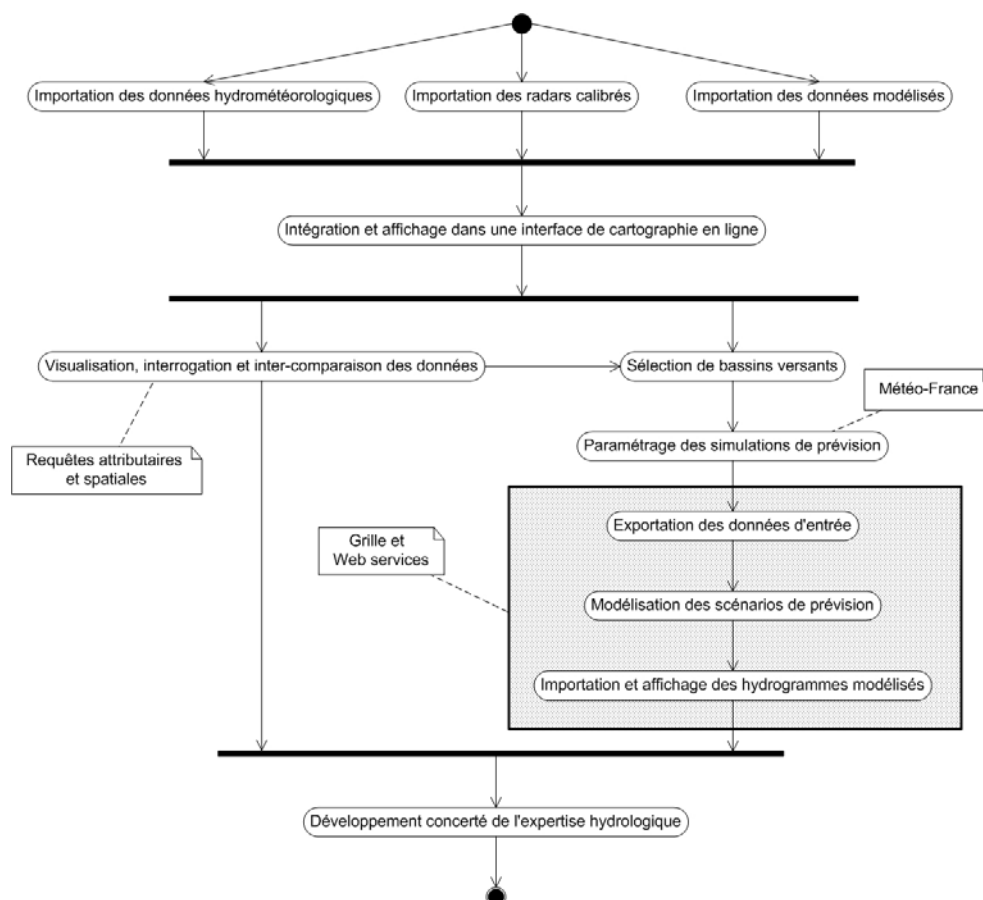 Importation des données hydrométéorologiques
Importation des radars calibrés
Importation des données modélisés
Intégration et affichage dans une interface de cartographie en ligne
Visualisation, interrogation et inter-comparaison des données
Sélection de bassins versants
Météo-France
Requêtes attributaires
et spatiales
Paramétrage des simulations de prévision
Grille et
Web services
Exportation des données d'entrée
Modélisation des scénarios de prévision
Importation et affichage des hydrogrammes modélisés
Développement concerté de l'expertise hydrologique